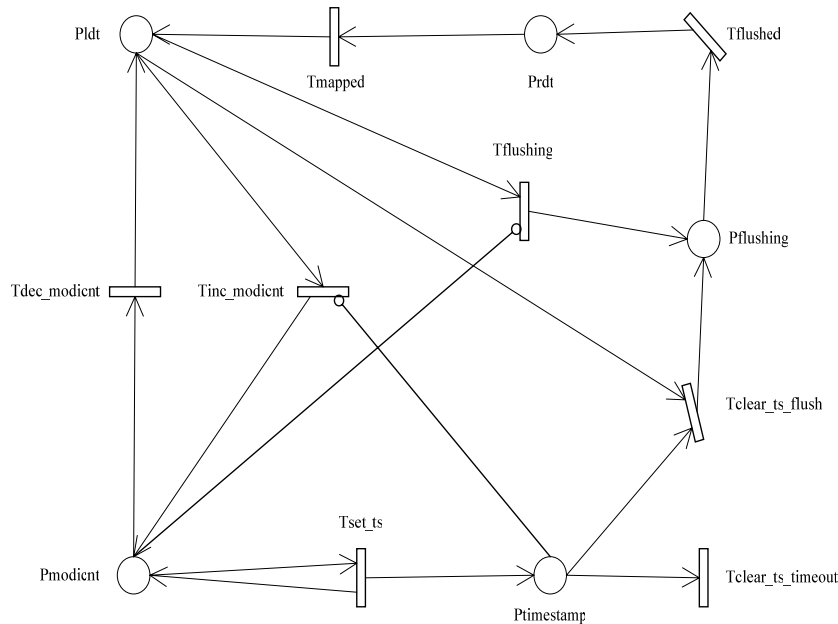 Pldt
Tmapped
Prdt
Tflushed
Tflushing
Pflushing
Tdec_modicnt
Tinc_modicnt
Tclear_ts_flush
Tset_ts
Pmodicnt
Ptimestamp
Tclear_ts_timeout